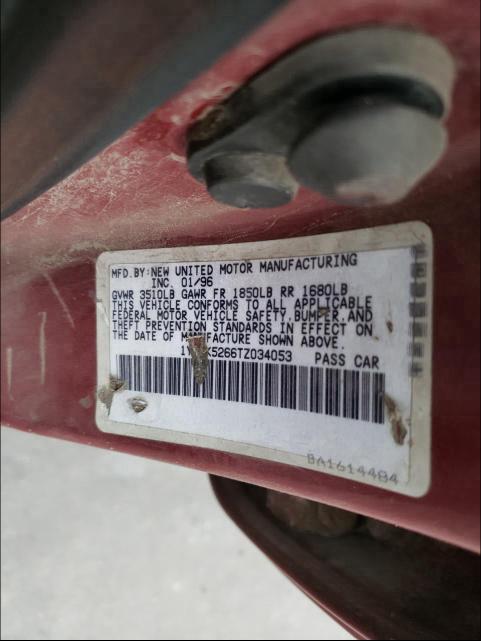 MFD. BY: NEW UNITED MOTOR MANUFACTURING
INC. 01/96
GVWR 3510LB GAWR FR 1850LB RR 1680LB
THIS VEHICLE CONFORMS TO ALL APPLICABLE
FEDERAL MOTOR VEHICLE SAFETY, BUMPER, AND
THEFT PREVENTION STANDARDS IN EFFECT ON
THE DATE OF MANUFACTURE SHOWN ABOVE.
PASS CAR
BA1614484